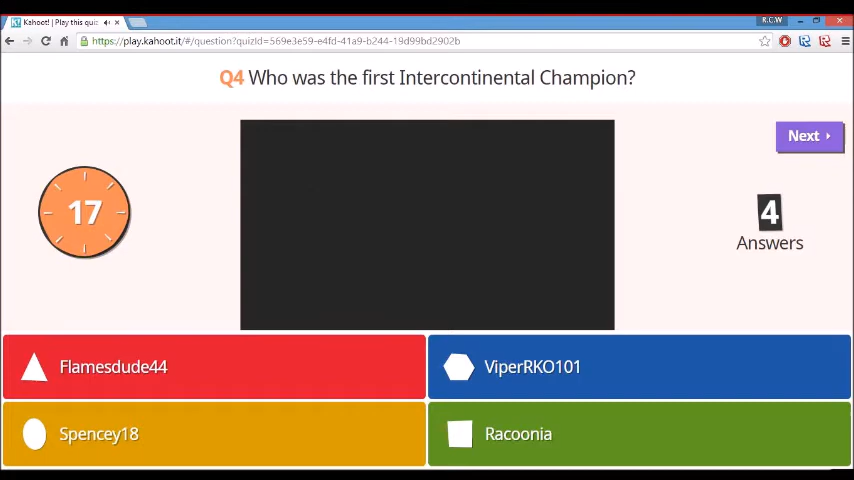 Kahoot! | Play this quiz
R.C.W
https://play.kahoot.it/#/question?quizId=569e3e59-e4fd-41a9-b244-19d99bd2902b
Q4 Who was the first Intercontinental Champion?
Next
17
4
Answers
Flamesdude44
ViperRKO101
Spencey18
Racoonia